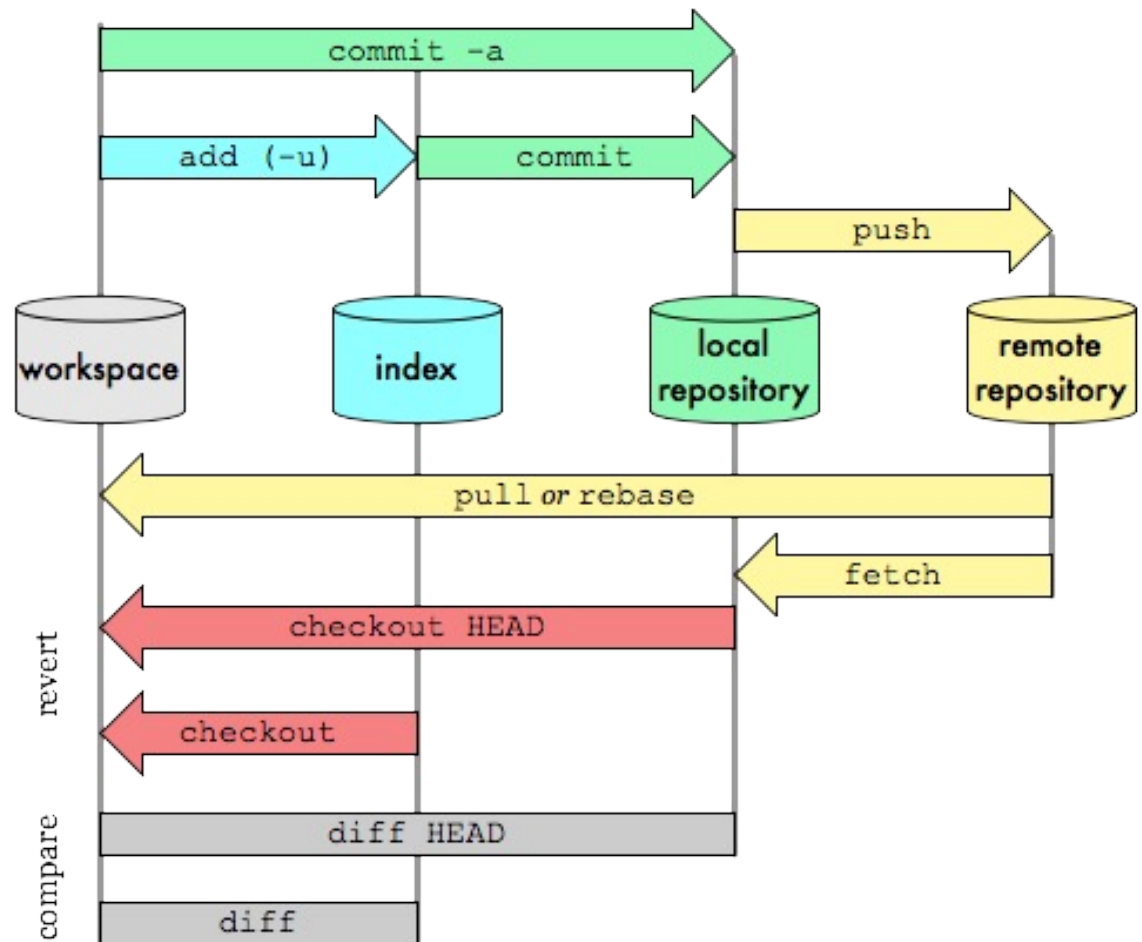 commit -a
add (-u)
commit
push
workspace
index
local
repository
remote
repository
pull or rebase
fetch
revert
checkout HEAD
checkout
compare
diff HEAD
diff